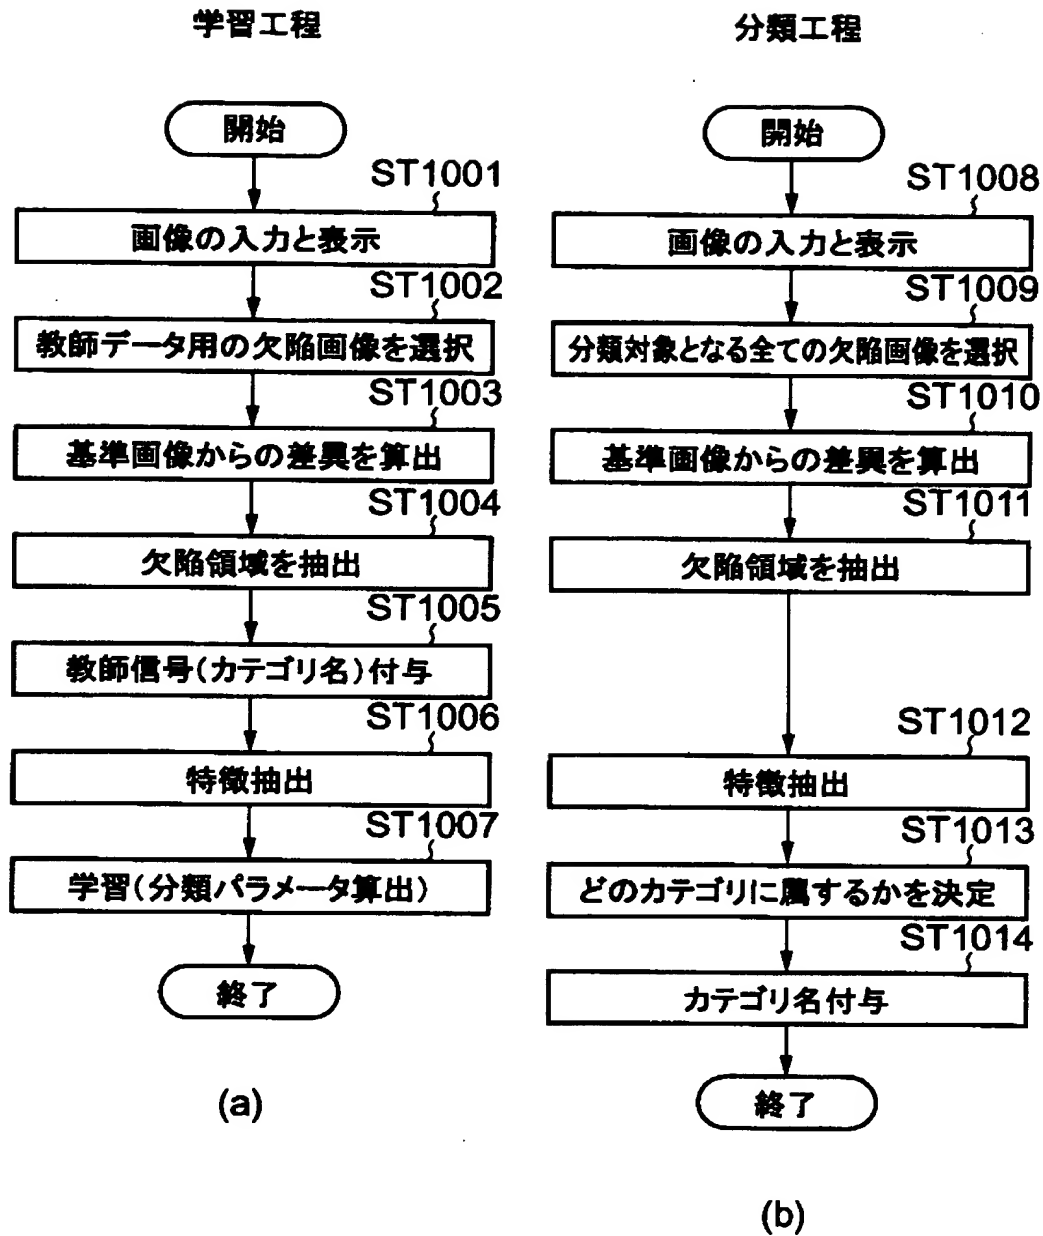 学習工程
開始
ST1001
画像の入力と表示
ST1002
教師データ用の欠陥画像を選択
ST1003
基準画像からの差異を算出
ST1004
欠陥領域を抽出
ST1005
教師信号(カテゴリ名)付与
ST1006
特徴抽出
ST1007
学習(分類パラメータ算出)
終了
(a)
分類工程
開始
ST1008
画像の入力と表示
ST1009
分類対象となる全ての欠陥画像を選択
ST1010
基準画像からの差異を算出
ST1011
欠陥領域を抽出
ST1012
特徴抽出
ST1013
どのカテゴリに属するかを決定
ST1014
カテゴリ名付与
終了
(b)